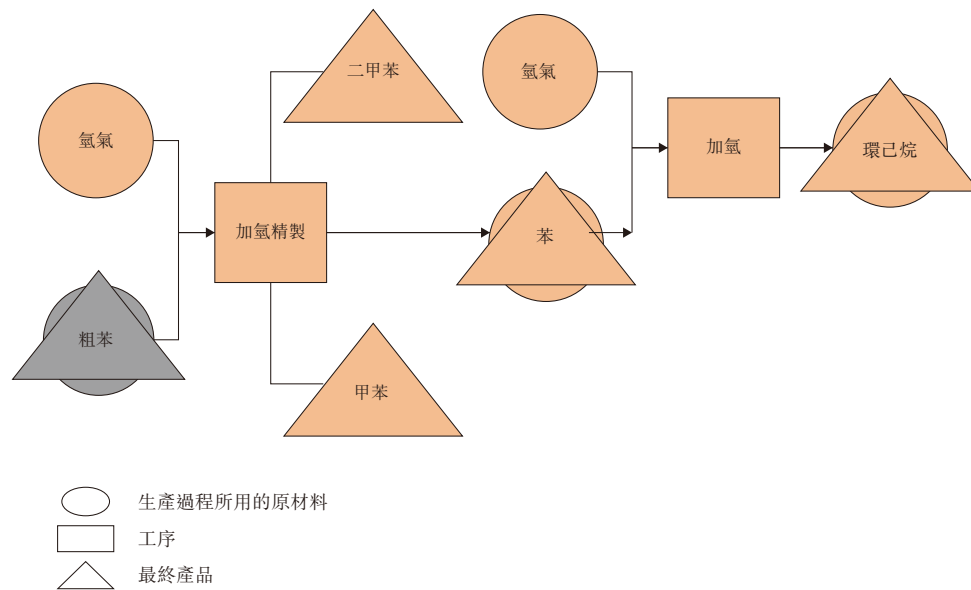 二甲苯
氫氣
氫氣
加氫
環己烷
加氫精製
苯
粗苯
甲苯
生產過程所用的原材料
工序
最終產品